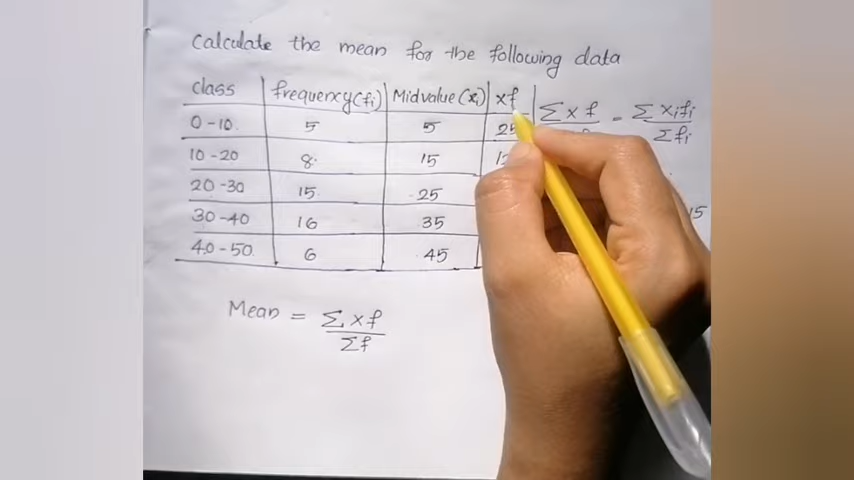 Calculate the mean for the following data
class frequency(fi) Midvalue(xi) xf Σxf = Σxifi
Σfi
0-10 5 5 25
10-20 8 15
20-30 15 25
30-40 16 35 15
40-50 6 45
Mean = Σxf
Σf